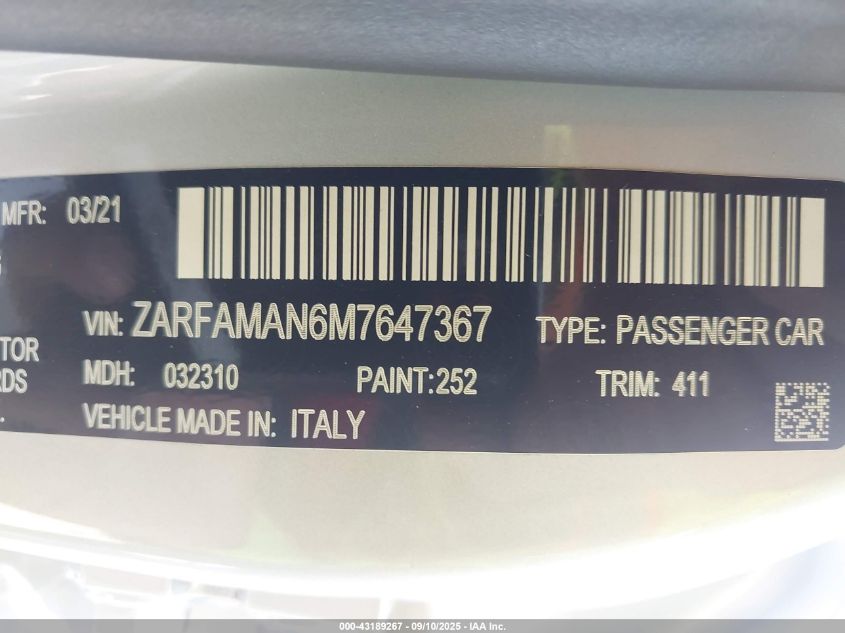 MFR: 03/21
VIN: ZARFAMAN6M7647367 TYPE: PASSENGER CAR
TOR
MDH: 032310 PAINT:252 TRIM: 411
RDS
VEHICLE MADE IN: ITALY
000-43189267 - 09/10/2025 - IAA Inc.